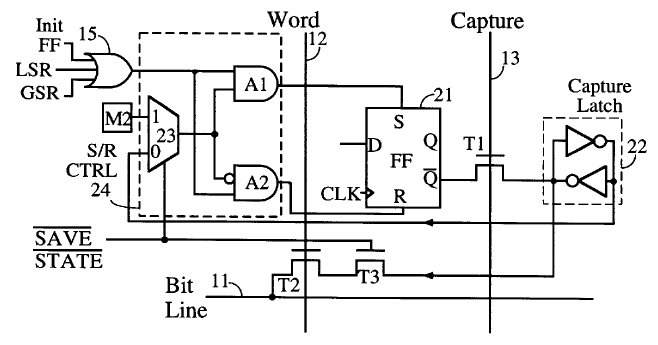 Word
Capture
Init
FF
LSR
GSR
15
12
13
A1
21
Capture
Latch
M2
1
23
0
S
D
Q
FF
T1
22
S/R
CTRL
24
A2
CLK
R
Q
SAVE
STATE
T2
T3
Bit
Line
11